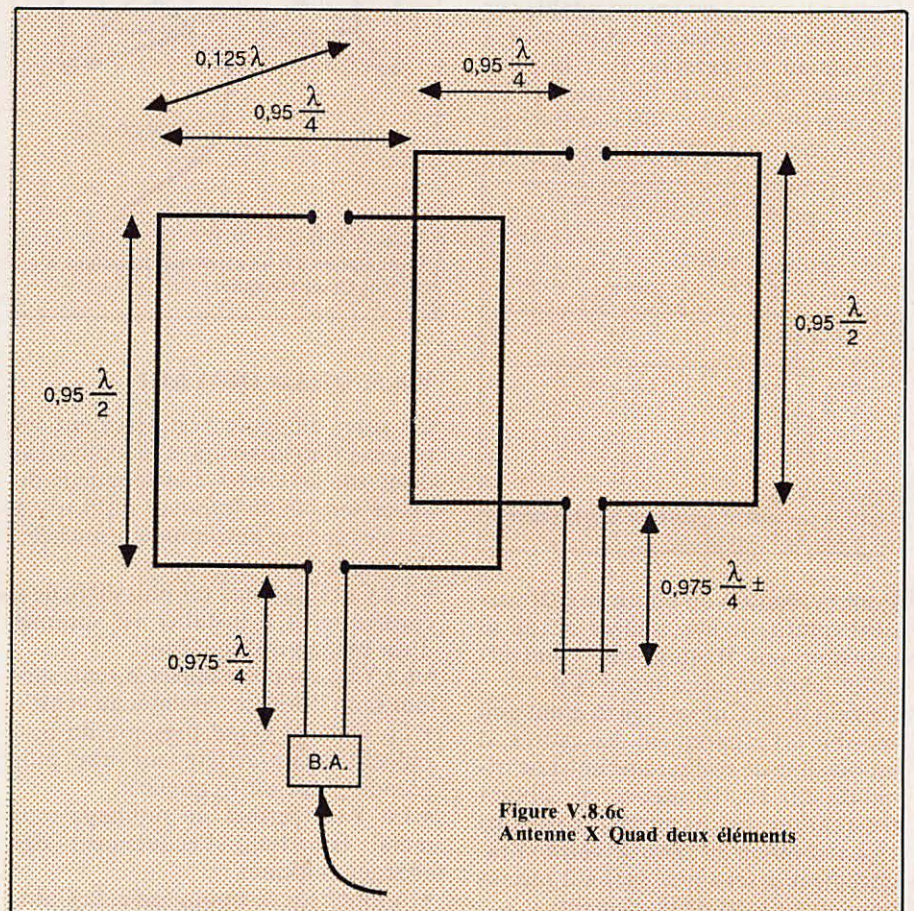 0,125 λ
0,95 λ/4
0,95 λ/4
0,95 λ/2
0,95 λ/2
0,975 λ/4 ±
0,975 λ/4
B.A.
Figure V.8.6c
Antenne X Quad deux éléments